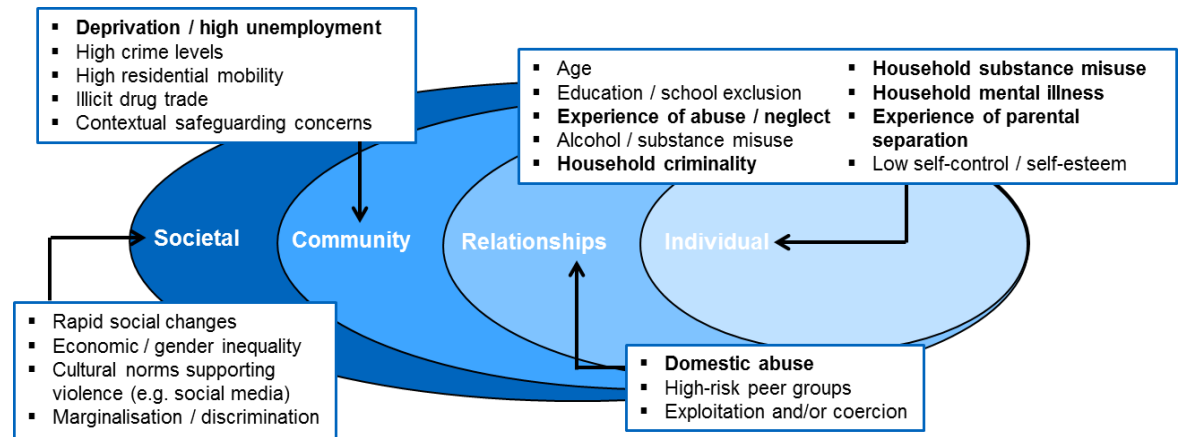 ▪ Deprivation / high unemployment
▪ High crime levels
▪ High residential mobility
▪ Illicit drug trade
▪ Contextual safeguarding concerns
▪ Age
▪ Education / school exclusion
▪ Experience of abuse / neglect
▪ Alcohol / substance misuse
▪ Household criminality
▪ Household substance misuse
▪ Household mental illness
▪ Experience of parental
separation
▪ Low self-control / self-esteem
Societal
Community
Relationships
Individual
▪ Rapid social changes
▪ Economic / gender inequality
▪ Cultural norms supporting
violence (e.g. social media)
▪ Marginalisation / discrimination
▪ Domestic abuse
▪ High-risk peer groups
▪ Exploitation and/or coercion